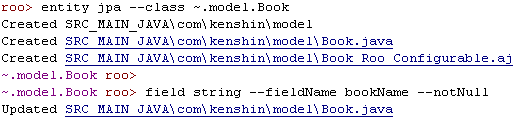 roo> entity jpa --class ~.model.Book
Created SRC_MAIN_JAVA\com\kenshin\model
Created SRC_MAIN_JAVA\com\kenshin\model\Book.java
Created SRC_MAIN_JAVA\com\kenshin\model\Book_Roo_Configurable.aj
~.model.Book roo>
~.model.Book roo> field string --fieldName bookName --notNull
Updated SRC_MAIN_JAVA\com\kenshin\model\Book.java